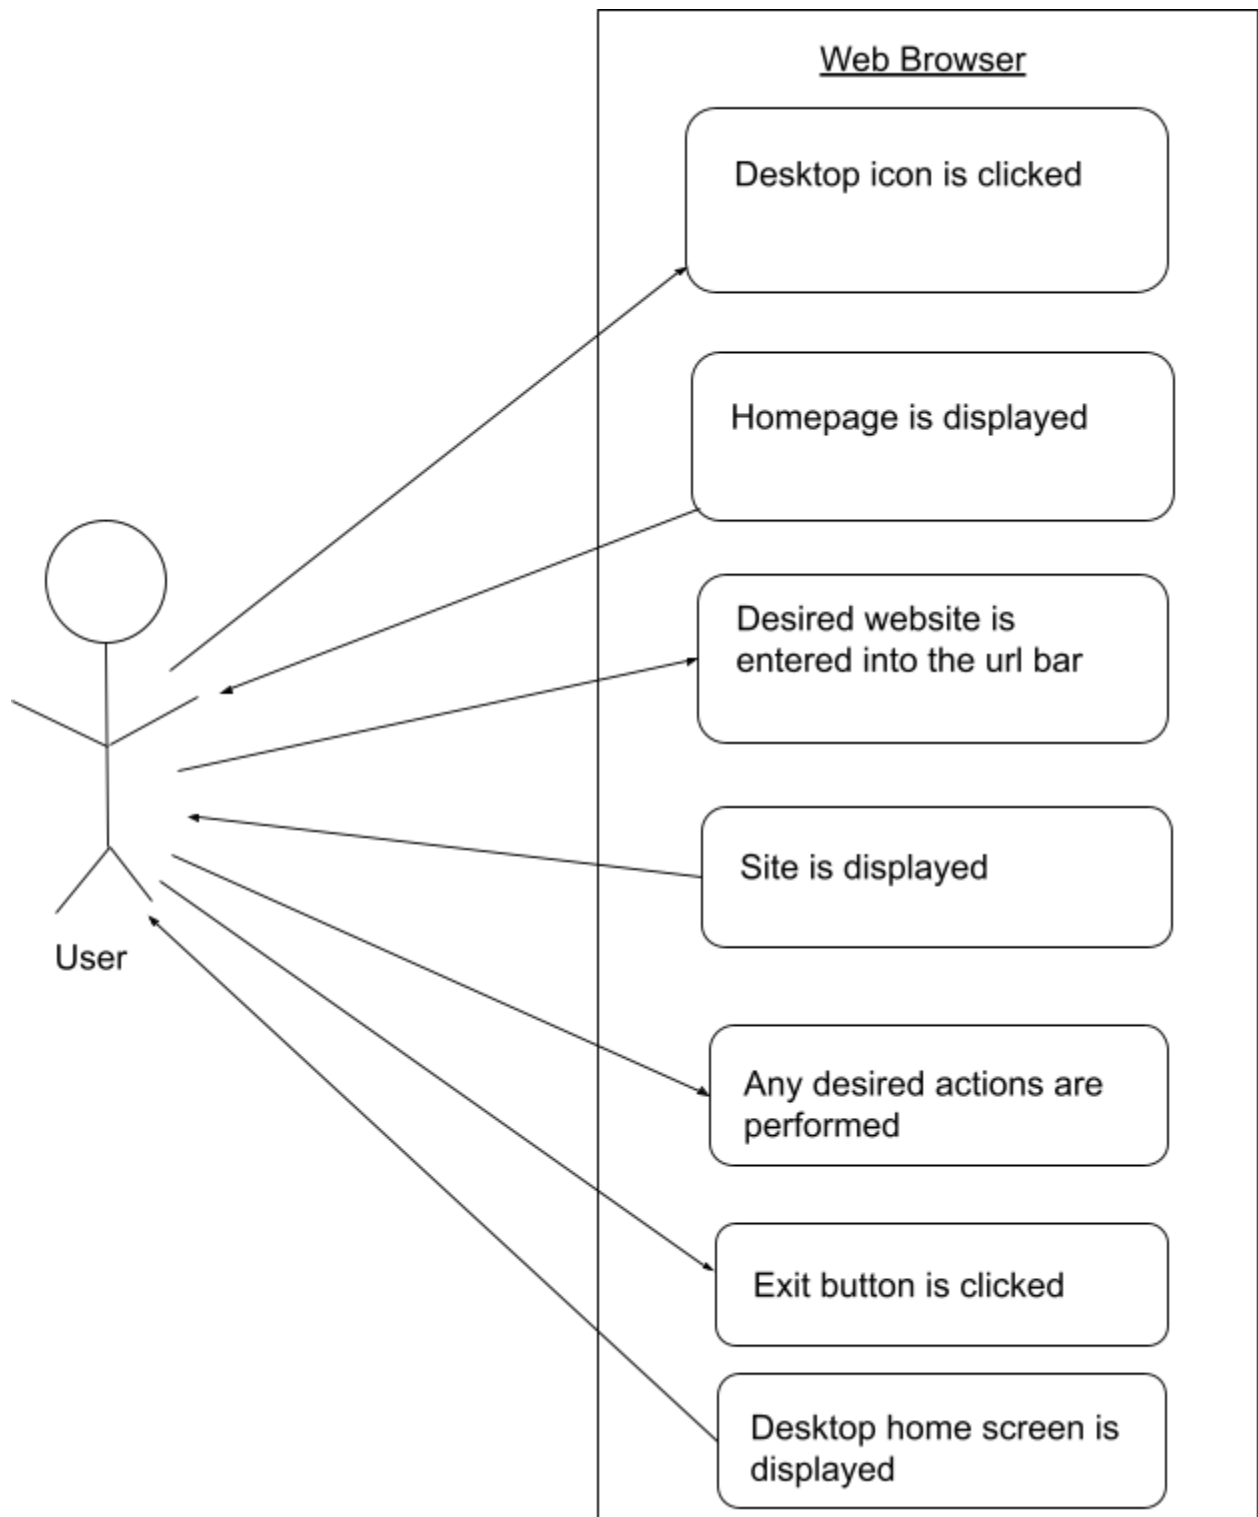 Web Browser
Desktop icon is clicked
Homepage is displayed
Desired website is
entered into the url bar
Site is displayed
User
Any desired actions are
performed
Exit button is clicked
Desktop home screen is
displayed